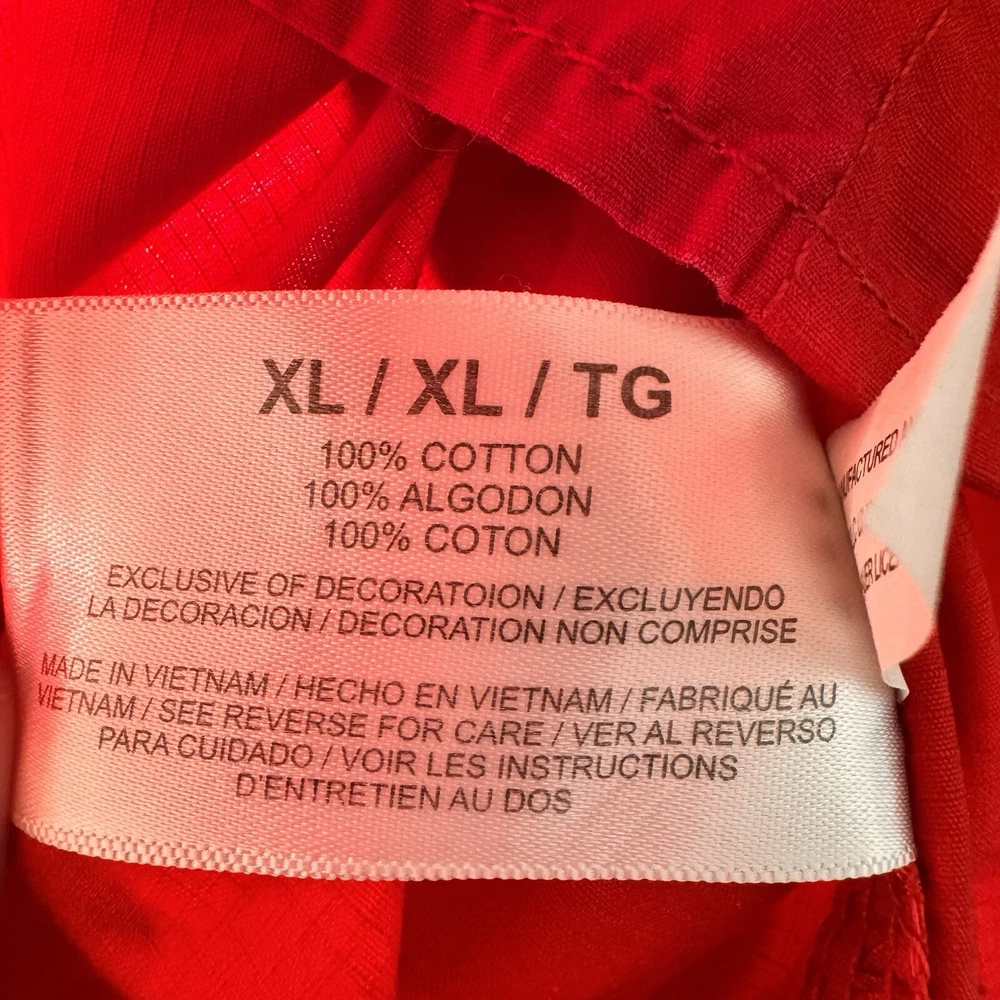 XL / XL / TG
100% COTTON
100% ALGODON
100% COTON
EXCLUSIVE OF DECORATOION / EXCLUYENDO
LA DECORACION / DECORATION NON COMPRISE
MADE IN VIETNAM / HECHO EN VIETNAM / FABRIQUÉ AU
VIETNAM / SEE REVERSE FOR CARE / VER AL REVERSO
PARA CUIDADO / VOIR LES INSTRUCTIONS
D'ENTRETIEN AU DOS